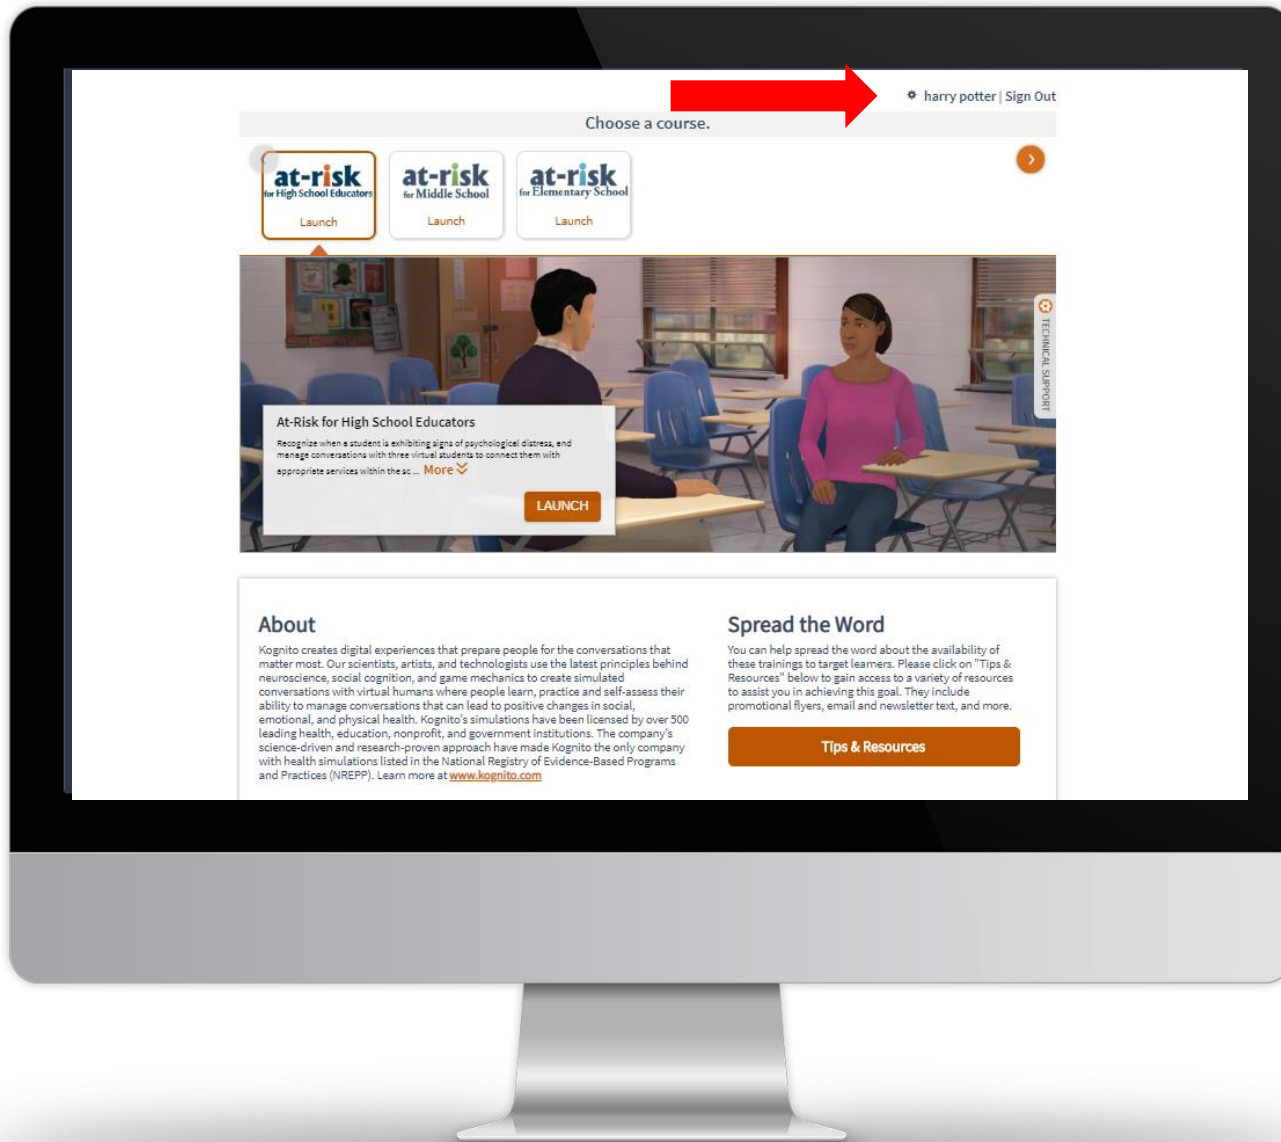 harry potter | Sign Out
Choose a course.
at-risk
for High School Educators
Launch
at-risk
for Middle School
Launch
at-risk
for Elementary School
Launch
TECHNICAL SUPPORT
At-Risk for High School Educators
Recognize when a student is exhibiting signs of psychological distress, and
manage conversations with three virtual students to connect them with
appropriate services within the sc ... More
LAUNCH
About
Kognito creates digital experiences that prepare people for the conversations that
matter most. Our scientists, artists, and technologists use the latest principles behind
neuroscience, social cognition, and game mechanics to create simulated
conversations with virtual humans where people learn, practice and self-assess their
ability to manage conversations that can lead to positive changes in social,
emotional, and physical health. Kognito's simulations have been licensed by over 500
leading health, education, nonprofit, and government institutions. The company's
science-driven and research-proven approach have made Kognito the only company
with health simulations listed in the National Registry of Evidence-Based Programs
and Practices (NREPP). Learn more at www.kognito.com
Spread the Word
You can help spread the word about the availability of
these trainings to target learners. Please click on "Tips &
Resources" below to gain access to a variety of resources
to assist you in achieving this goal. They include
promotional flyers, email and newsletter text, and more.
Tips & Resources